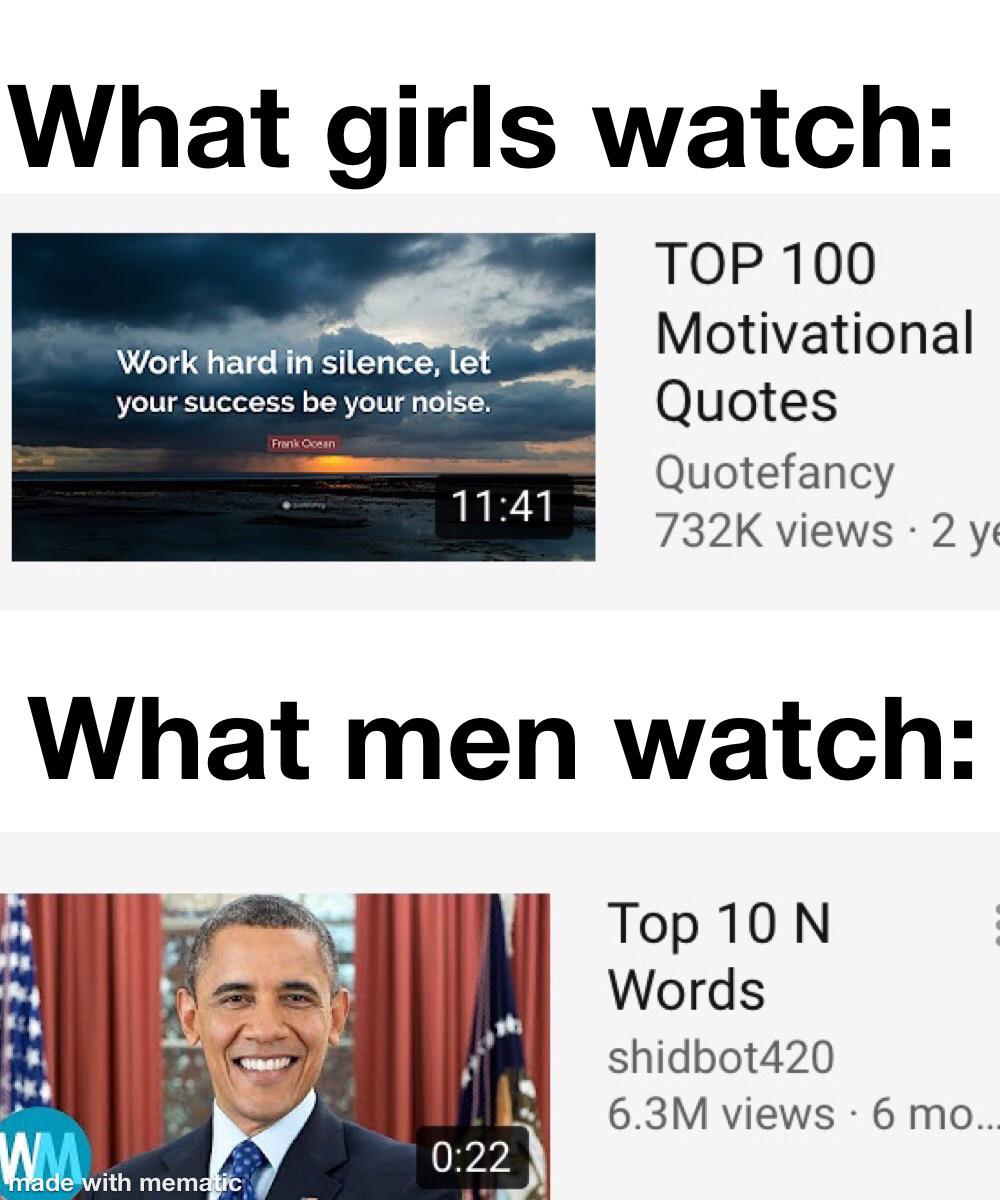 What girls watch:
Work hard in silence, let
your success be your noise.
Frank Ocean
11:41
TOP 100
Motivational
Quotes
Quotefancy
732K views · 2 ye
What men watch:
WM
made with mematic
0:22
Top 10 N
Words
shidbot420
6.3M views · 6 mo...